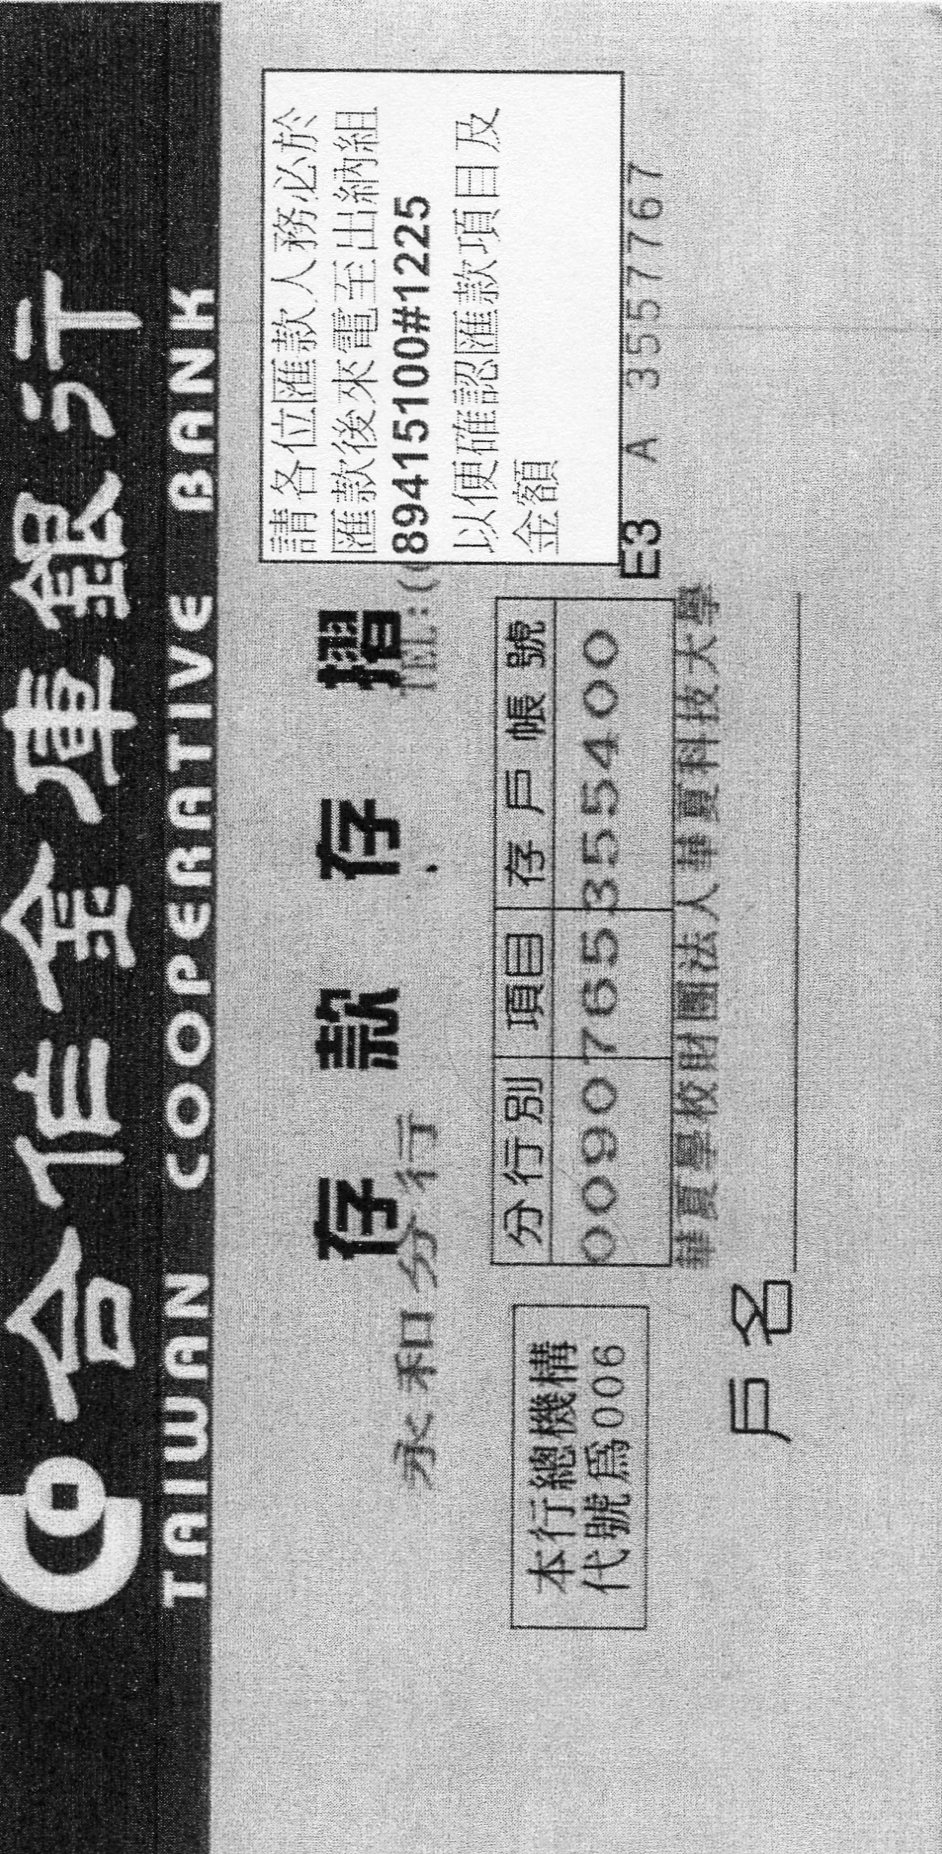 合作金庫銀行
TAIWAN COOPERATIVE BANK
請各位匯款人務必於
匯款後來電至出納組
89415100#1225
以便確認匯款項目及
金額
存款存摺
永和分行
TEL:(
分行別 項目 存戶帳號
0090765355400
E3 A 3557767
華夏學校財團法人華夏科技大學
本行總機構
代號爲006
戶名